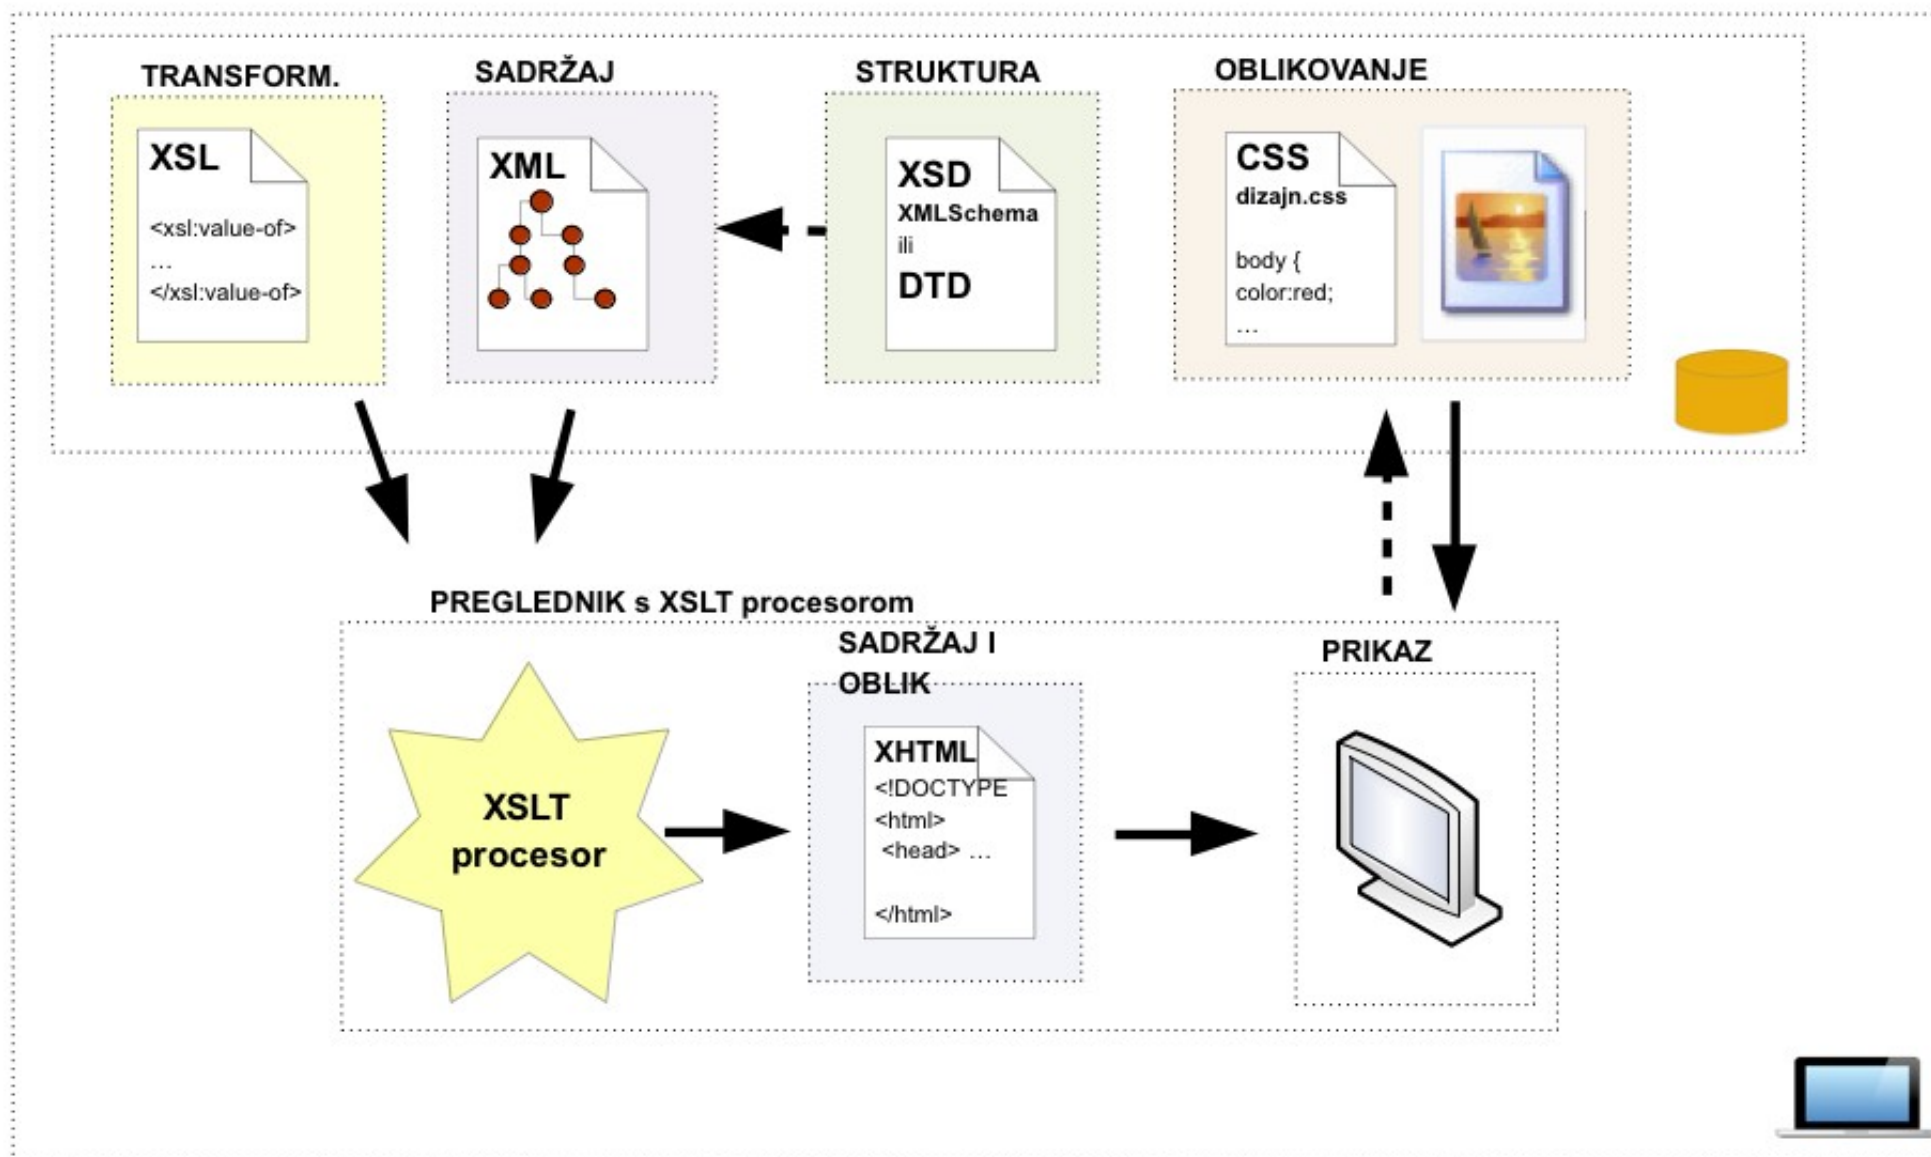 TRANSFORM.
XSL
<xsl:value-of>
...
</xsl:value-of>
SADRŽAJ
XML
STRUKTURA
XSD
XMLSchema
ili
DTD
OBLIKOVANJE
CSS
dizajn.css
body {
color:red;
...
PREGLEDNIK s XSLT procesorom
XSLT
procesor
SADRŽAJ I
OBLIK
XHTML
<!DOCTYPE
<html>
<head> ...
</html>
PRIKAZ